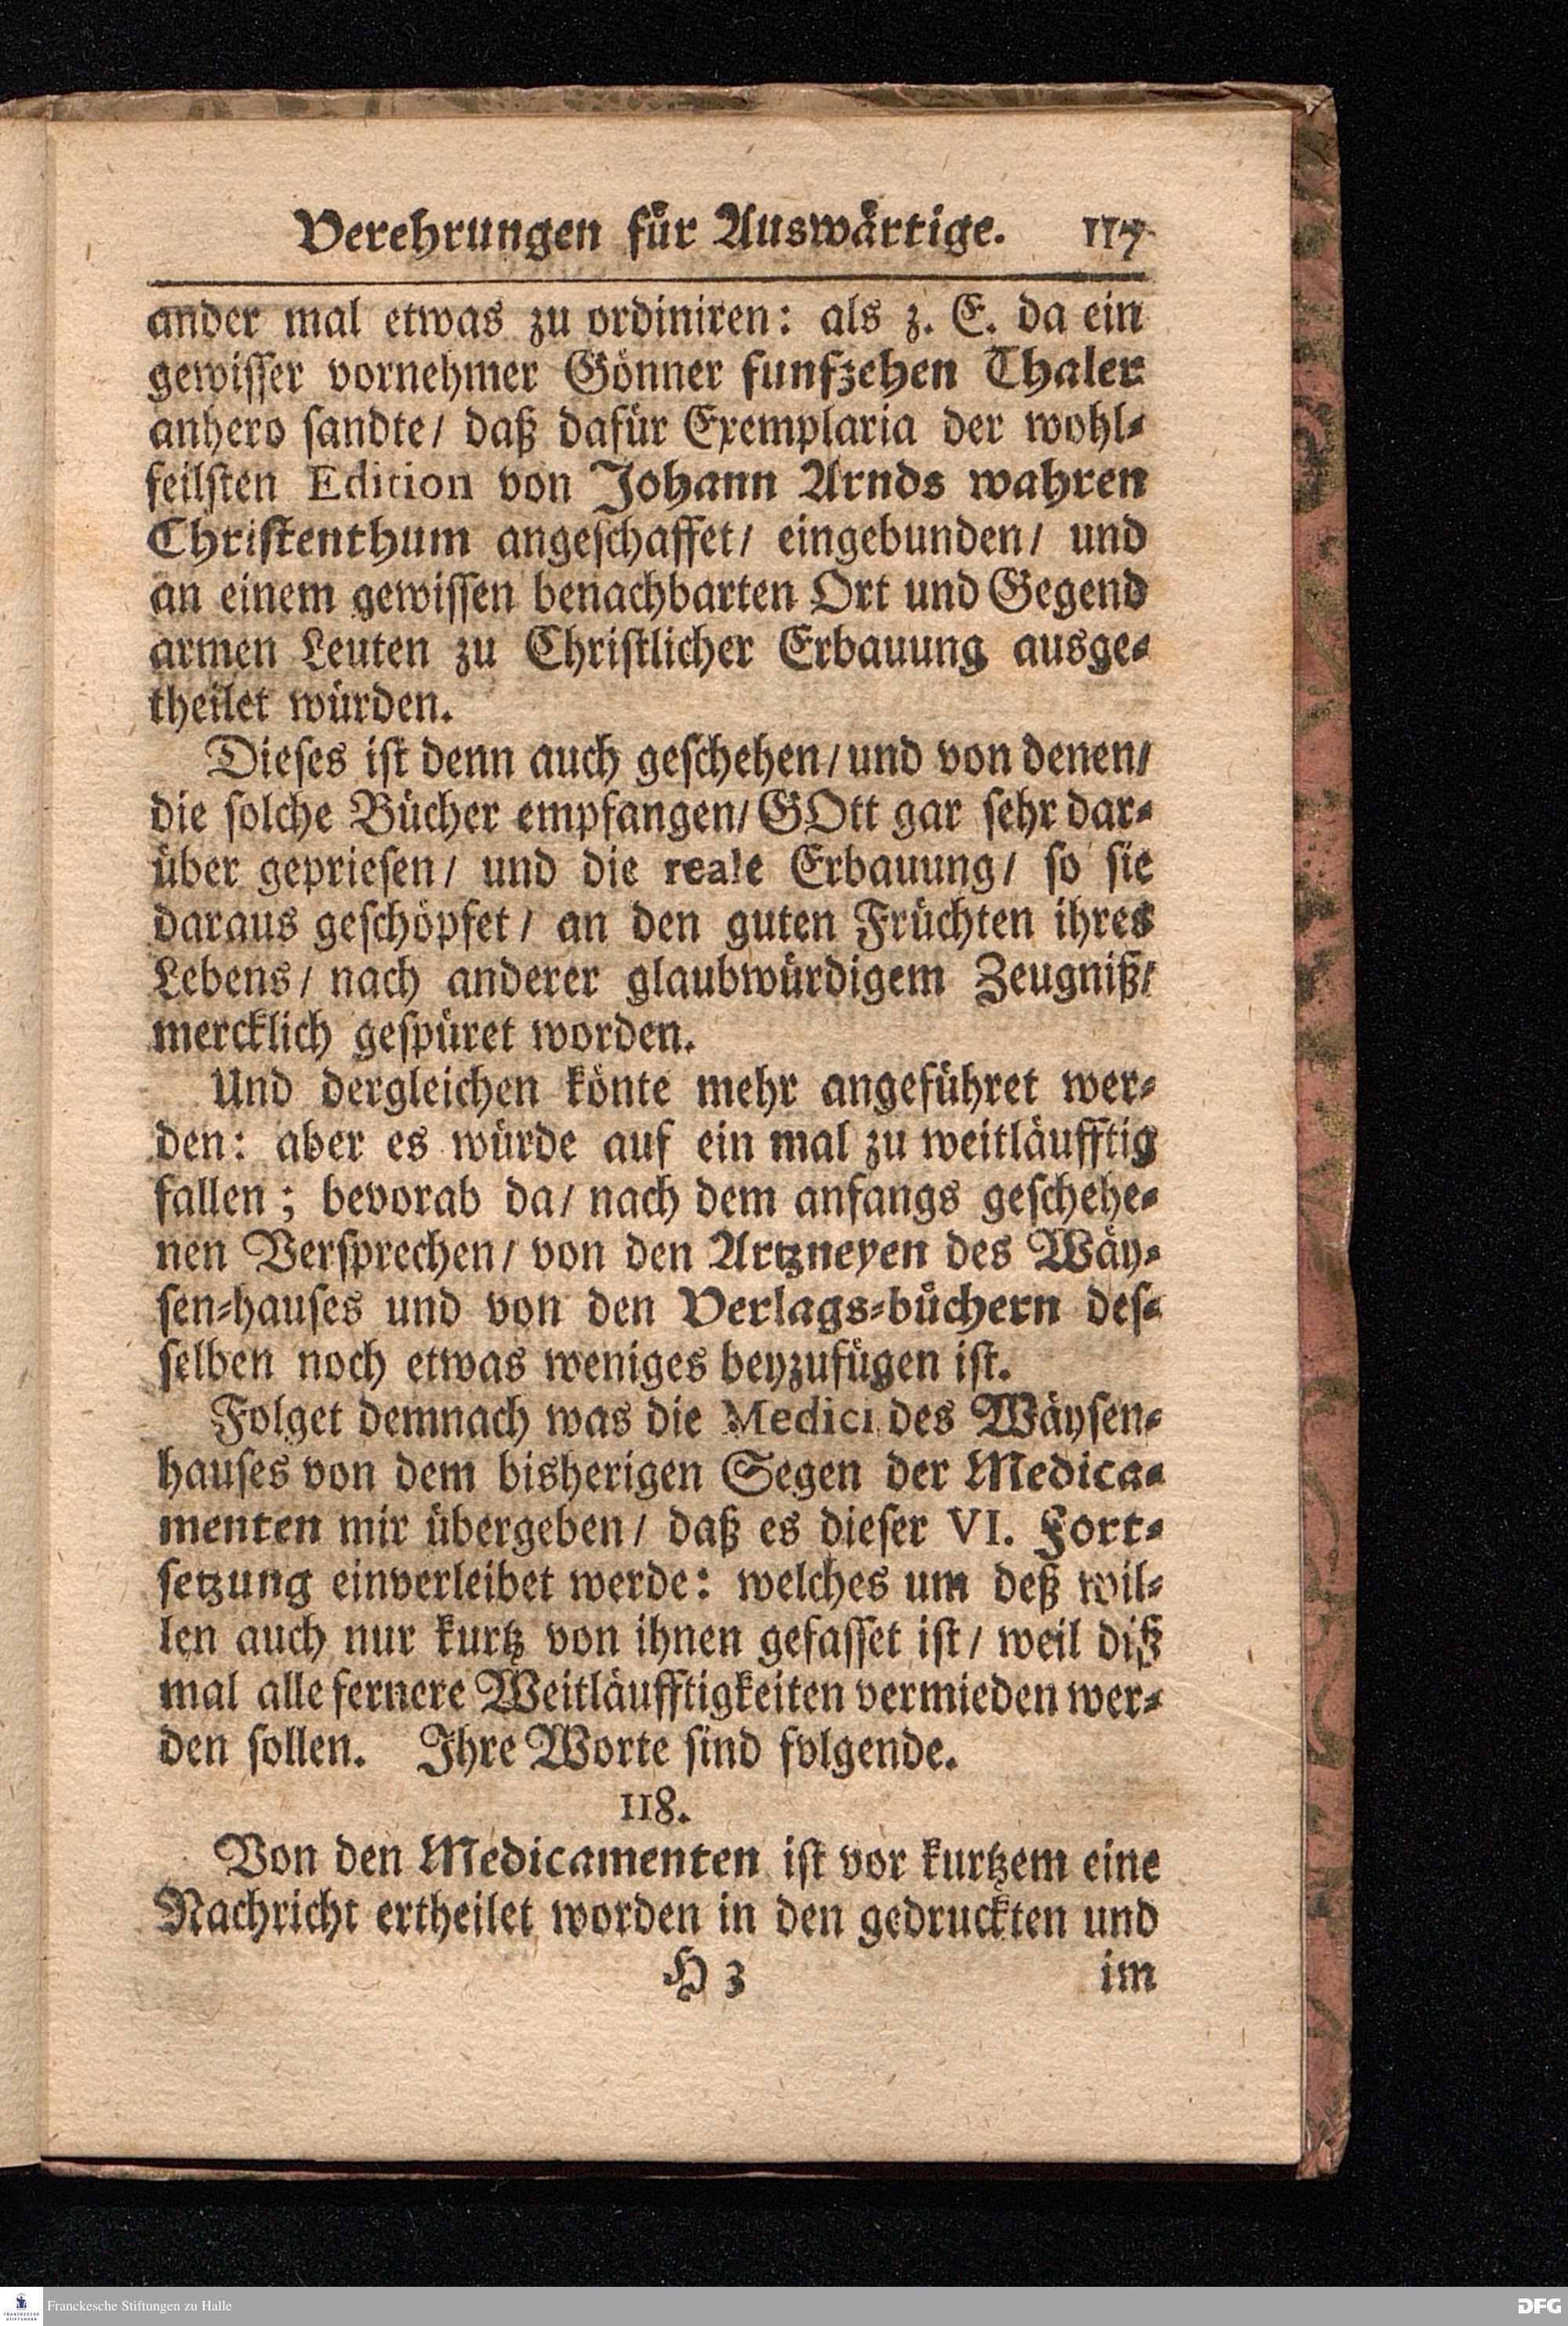 Verehrungen für Auswärtige. 117
ander mal etwas zu ordiniren: als z. E. da ein
gewiſſer vornehmer Gönner funfzehen Thaler
anhero ſandte/ daß dafür Exemplaria der wohl⸗
feilſten Edition von Johann Arnds wahren
Chriſtenthum angeſchaffet/ eingebunden/ und
an einem gewiſſen benachbarten Ort und Gegend
armen Leuten zu Chriſtlicher Erbauung ausge⸗
theilet würden.
Dieſes iſt denn auch geſchehen/ und von denen/
die ſolche Bücher empfangen/ GOtt gar ſehr dar⸗
über geprieſen/ und die reale Erbauung/ ſo ſie
daraus geſchöpfet/ an den guten Früchten ihres
Lebens/ nach anderer glaubwürdigem Zeugniß/
mercklich geſpüret worden.
Und dergleichen könte mehr angeführet wer⸗
den: aber es würde auf ein mal zu weitläufftig
fallen; bevorab da/ nach dem anfangs geſchehe⸗
nen Verſprechen/ von den Artzneyen des Wäy⸗
ſen⸗hauſes und von den Verlags⸗büchern deſ⸗
ſelben noch etwas weniges beyzufügen iſt.
Folget demnach was die Medici des Wäyſen⸗
hauſes von dem bisherigen Segen der Medica⸗
menten mir übergeben/ daß es dieſer VI. Fort⸗
ſetzung einverleibet werde: welches um deß wil⸗
len auch nur kurtz von ihnen gefaſſet iſt/ weil diß
mal alle fernere Weitläufftigkeiten vermieden wer⸗
den ſollen. Ihre Worte ſind folgende.
118.
Von den Medicamenten iſt vor kurtzem eine
Nachricht ertheilet worden in den gedruckten und
H 3 im
FRANCKESCHE STIFTUNGEN
Franckesche Stiftungen zu Halle
DFG